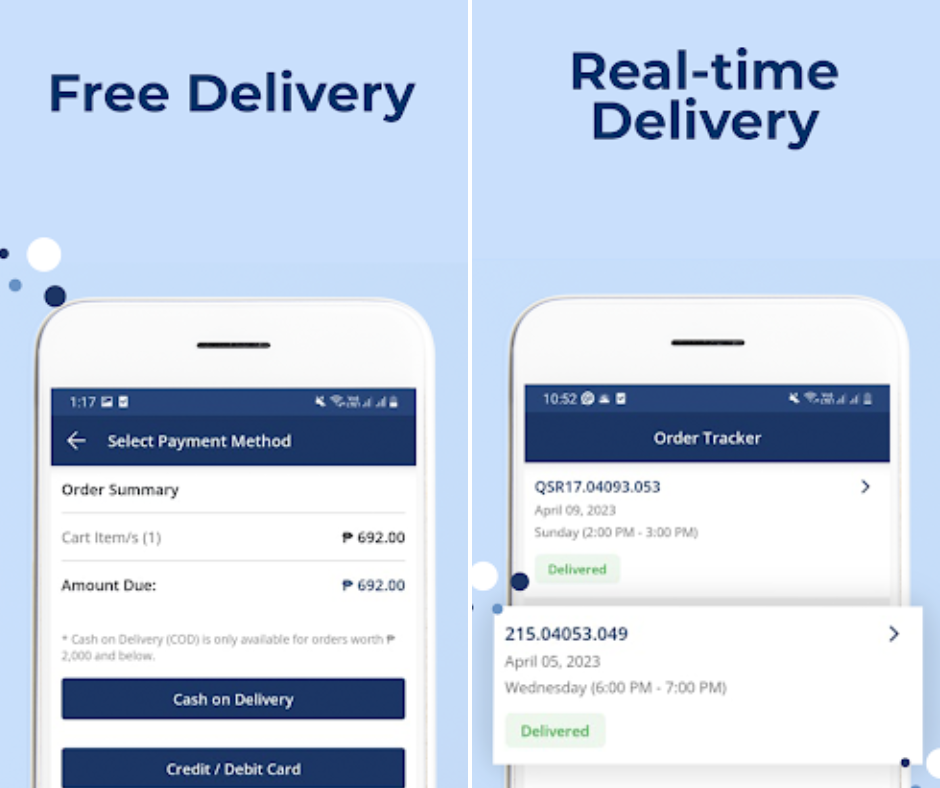 Free Delivery
1:17
Select Payment Method
Order Summary
Cart Item/s (1) ₱ 692.00
Amount Due: ₱ 692.00
* Cash on Delivery (COD) is only available for orders worth ₱
2,000 and below.
Cash on Delivery
Credit / Debit Card
Real-time
Delivery
10:52
Order Tracker
QSR17.04093.053
April 09, 2023
Sunday (2:00 PM - 3:00 PM)
Delivered
215.04053.049
April 05, 2023
Wednesday (6:00 PM - 7:00 PM)
Delivered